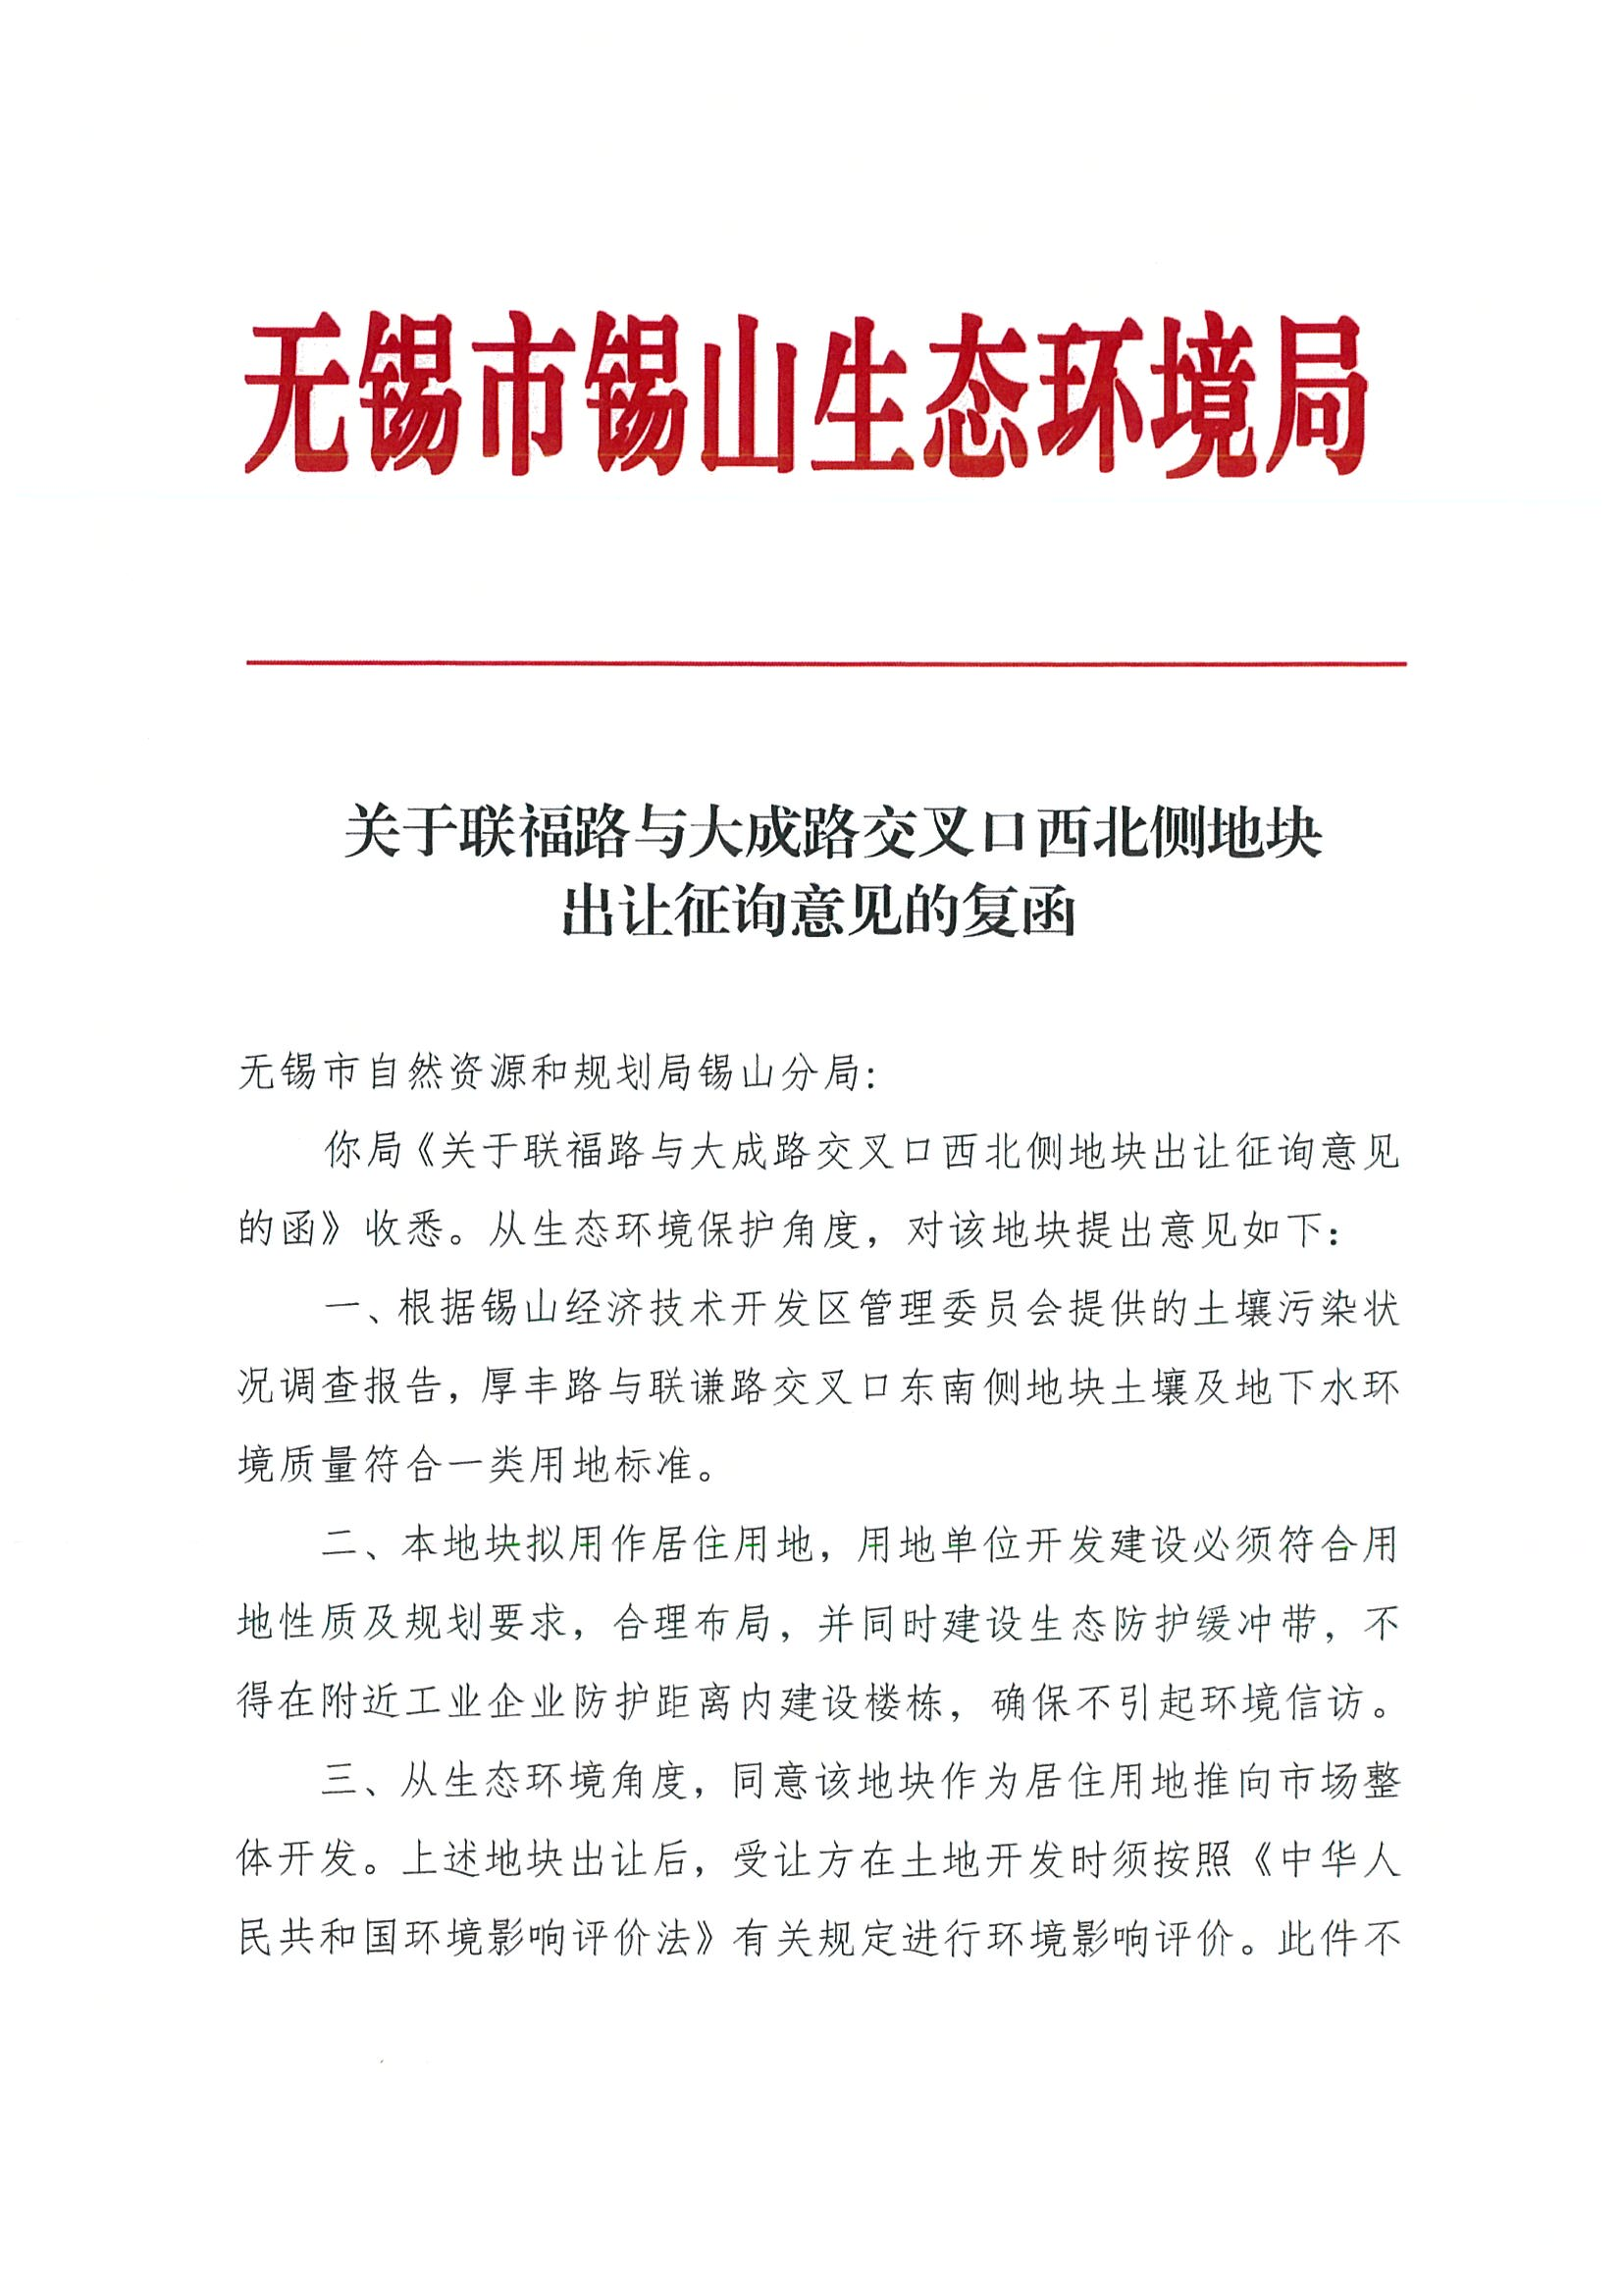 无锡市锡山生态环境局
关于联福路与大成路交叉口西北侧地块
出让征询意见的复函
无锡市自然资源和规划局锡山分局：
你局《关于联福路与大成路交叉口西北侧地块出让征询意见
的函》收悉。从生态环境保护角度，对该地块提出意见如下：
一、根据锡山经济技术开发区管理委员会提供的土壤污染状
况调查报告，厚丰路与联谦路交叉口东南侧地块土壤及地下水环
境质量符合一类用地标准。
二、本地块拟用作居住用地，用地单位开发建设必须符合用
地性质及规划要求，合理布局，并同时建设生态防护缓冲带，不
得在附近工业企业防护距离内建设楼栋，确保不引起环境信访。
三、从生态环境角度，同意该地块作为居住用地推向市场整
体开发。上述地块出让后，受让方在土地开发时须按照《中华人
民共和国环境影响评价法》有关规定进行环境影响评价。此件不